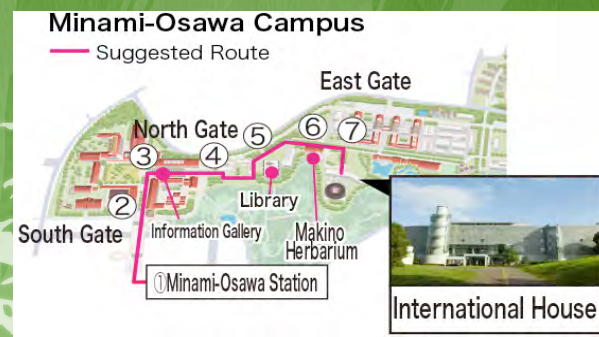 Minami-Osawa Campus
Suggested Route
East Gate
North Gate
⑤
⑥
⑦
③
④
②
Library
South Gate
Information Gallery
Makino
Herbarium
①Minami-Osawa Station
International House